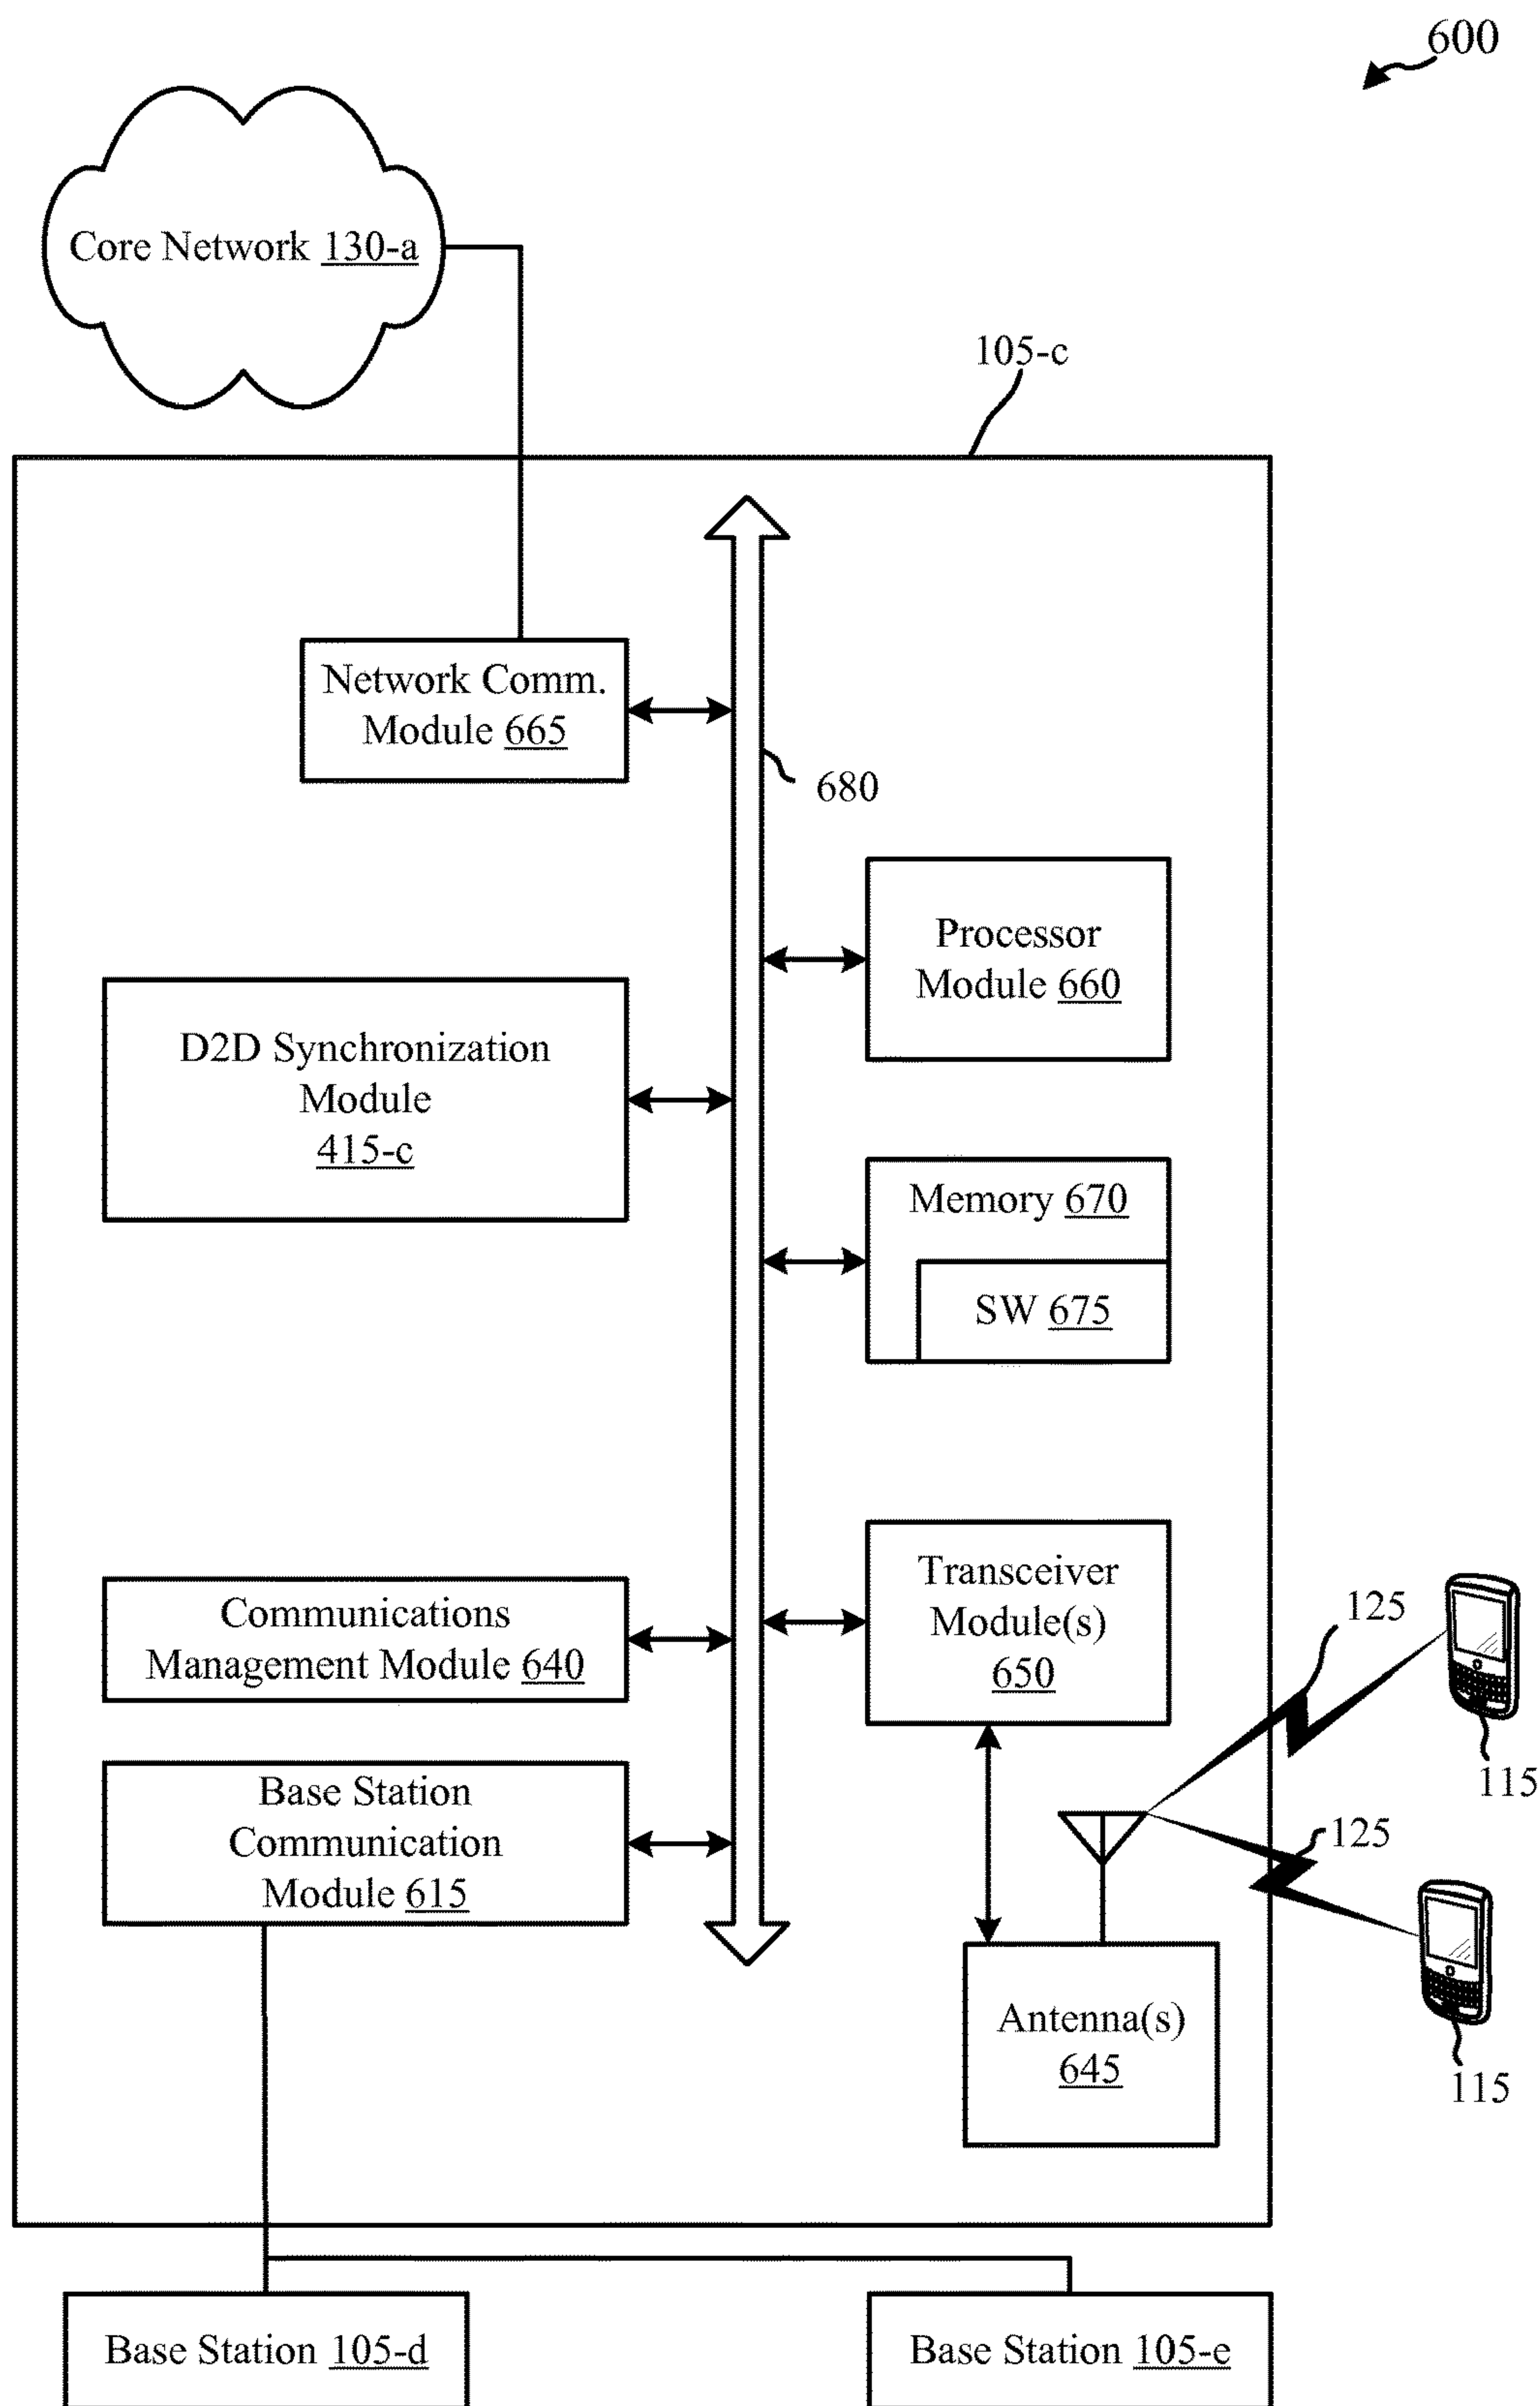 600
Core Network 130-a
105-c
Network Comm.
Module 665
680
Processor
Module 660
D2D Synchronization
Module
415-c
Memory 670
SW 675
Transceiver
Module(s)
650
Communications
Management Module 640
125
115
Base Station
Communication
Module 615
125
Antenna(s)
645
115
Base Station 105-d
Base Station 105-e